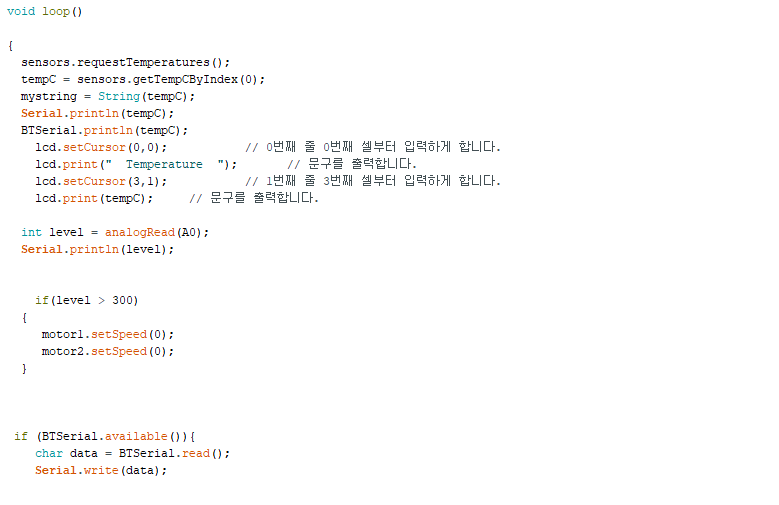 void loop()
{
sensors.requestTemperatures();
tempC = sensors.getTempCByIndex(0);
mystring = String(tempC);
Serial.println(tempC);
BTSerial.println(tempC);
lcd.setCursor(0,0); // 0번째 줄 0번째 셀부터 입력하게 합니다.
lcd.print("  Temperature  "); // 문구를 출력합니다.
lcd.setCursor(3,1); // 1번째 줄 3번째 셀부터 입력하게 합니다.
lcd.print(tempC); // 문구를 출력합니다.
int level = analogRead(A0);
Serial.println(level);
if(level > 300)
{
motor1.setSpeed(0);
motor2.setSpeed(0);
}
if (BTSerial.available()){
char data = BTSerial.read();
Serial.write(data);